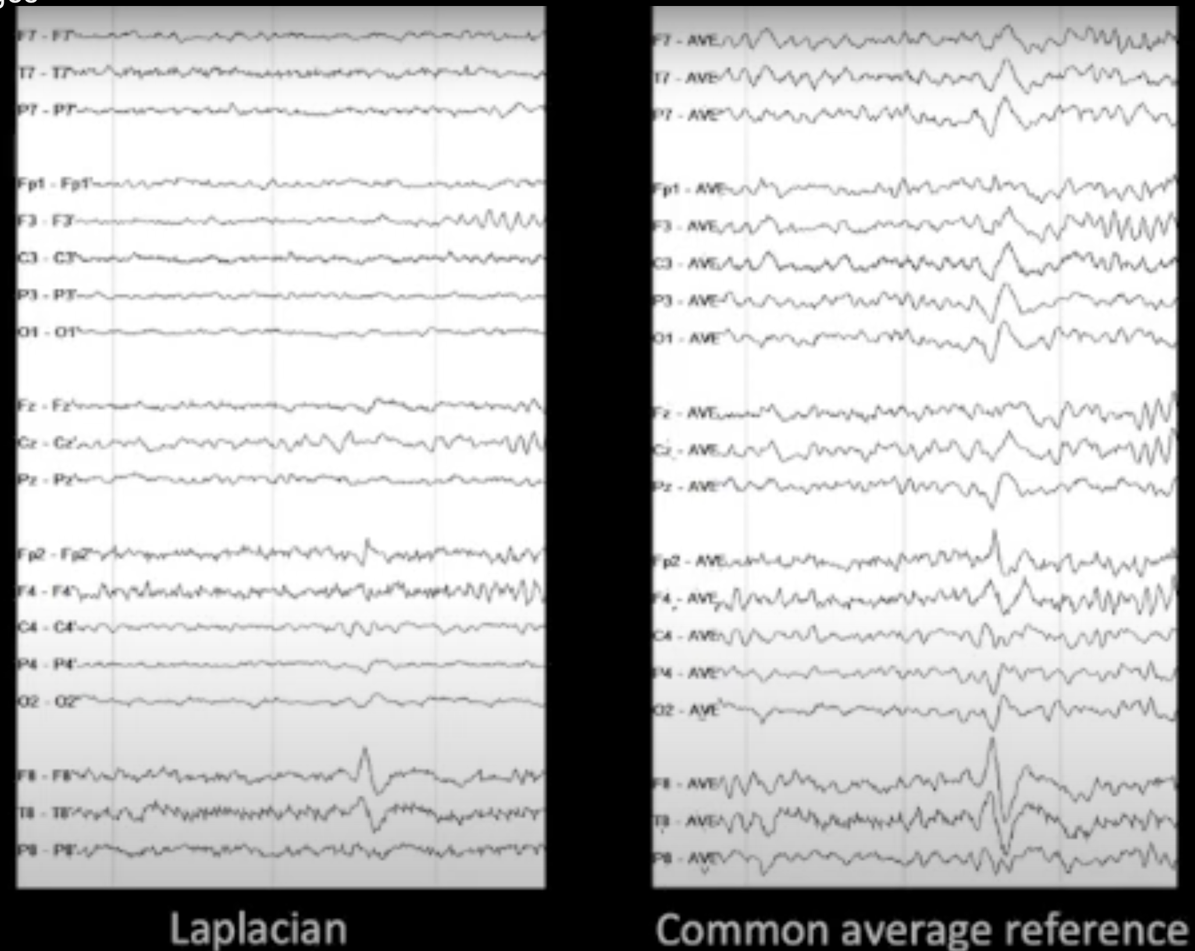 F7 - F7'
T7 - T7'
P7 - P7'
Fp1 - Fp1'
F3 - F3'
C3 - C3'
P3 - P3'
O1 - O1'
Fz - Fz'
Cz - Cz'
Pz - Pz'
Fp2 - Fp2'
F4 - F4'
C4 - C4'
P4 - P4'
O2 - O2'
F8 - F8'
T8 - T8'
P8 - P8'
Laplacian
F7 - AVE
T7 - AVE
P7 - AVE
Fp1 - AVE
F3 - AVE
C3 - AVE
P3 - AVE
O1 - AVE
Fz - AVE
Cz - AVE
Pz - AVE
Fp2 - AVE
F4 - AVE
C4 - AVE
P4 - AVE
O2 - AVE
F8 - AVE
T8 - AVE
P8 - AVE
Common average reference